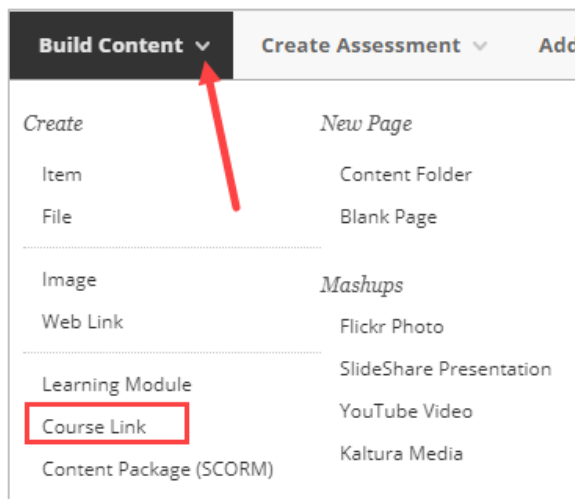 Build Content
Create Assessment
Add
Create
Item
File
Image
Web Link
Learning Module
Course Link
Content Package (SCORM)
New Page
Content Folder
Blank Page
Mashups
Flickr Photo
SlideShare Presentation
YouTube Video
Kaltura Media